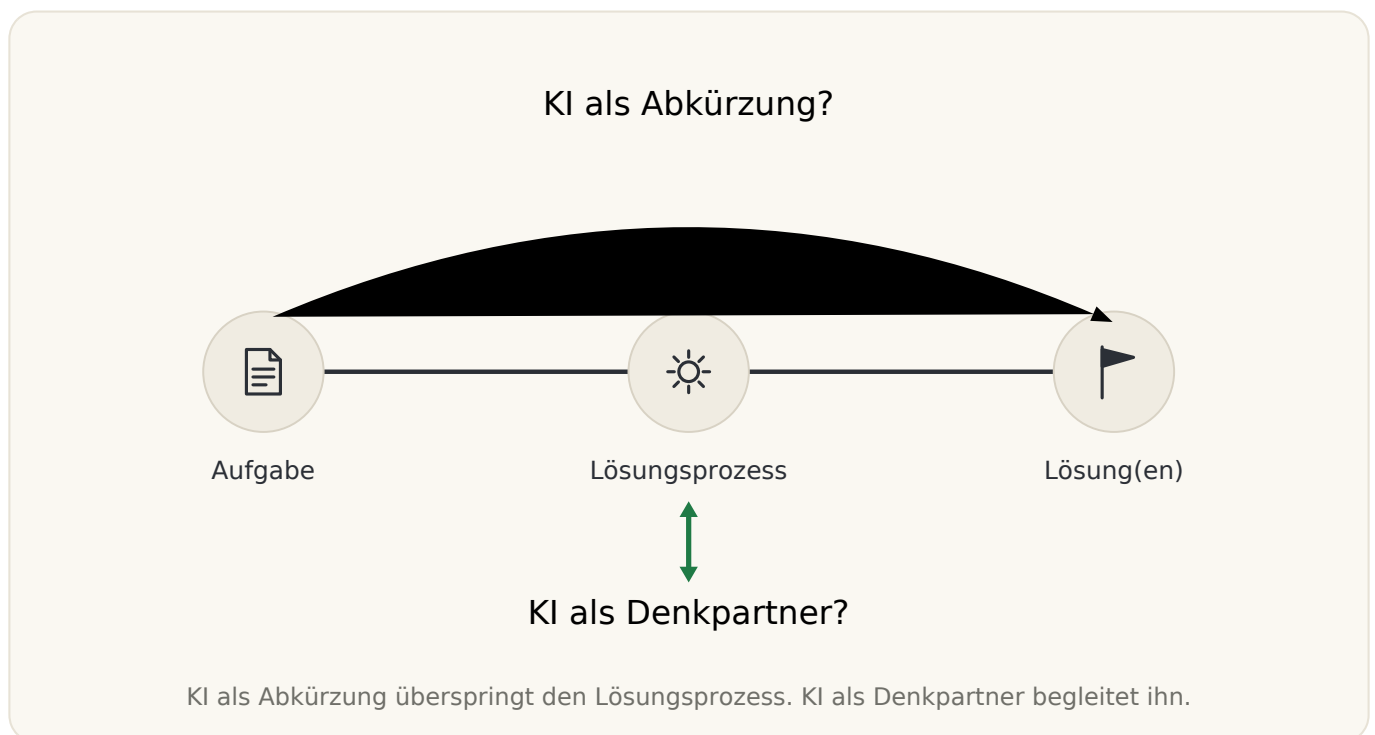 KI als Abkürzung?
Aufgabe
Lösungsprozess
Lösung(en)
KI als Denkpartner?
KI als Abkürzung überspringt den Lösungsprozess. KI als Denkpartner begleitet ihn.